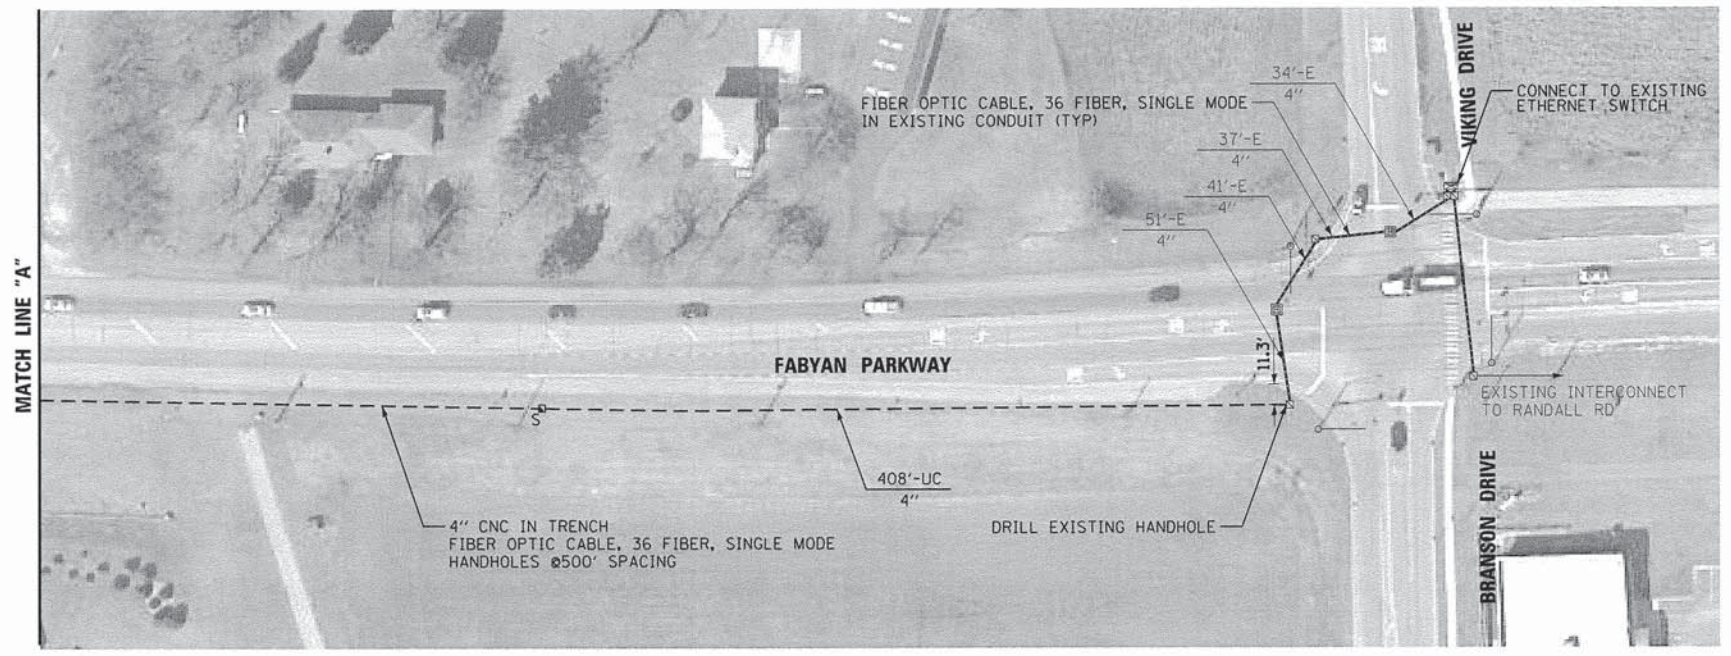 MATCH LINE "A"
34'-E
4"
FIBER OPTIC CABLE, 36 FIBER, SINGLE MODE
IN EXISTING CONDUIT (TYP)
37'-E
4"
41'-E
4"
51'-E
4"
VIKING DRIVE
CONNECT TO EXISTING
ETHERNET SWITCH
FABYAN PARKWAY
11.3'
S
EXISTING INTERCONNECT
TO RANDALL RD
408'-UC
4"
4" CNC IN TRENCH
FIBER OPTIC CABLE, 36 FIBER, SINGLE MODE
HANDHOLES @500' SPACING
DRILL EXISTING HANDHOLE
BRANSON DRIVE